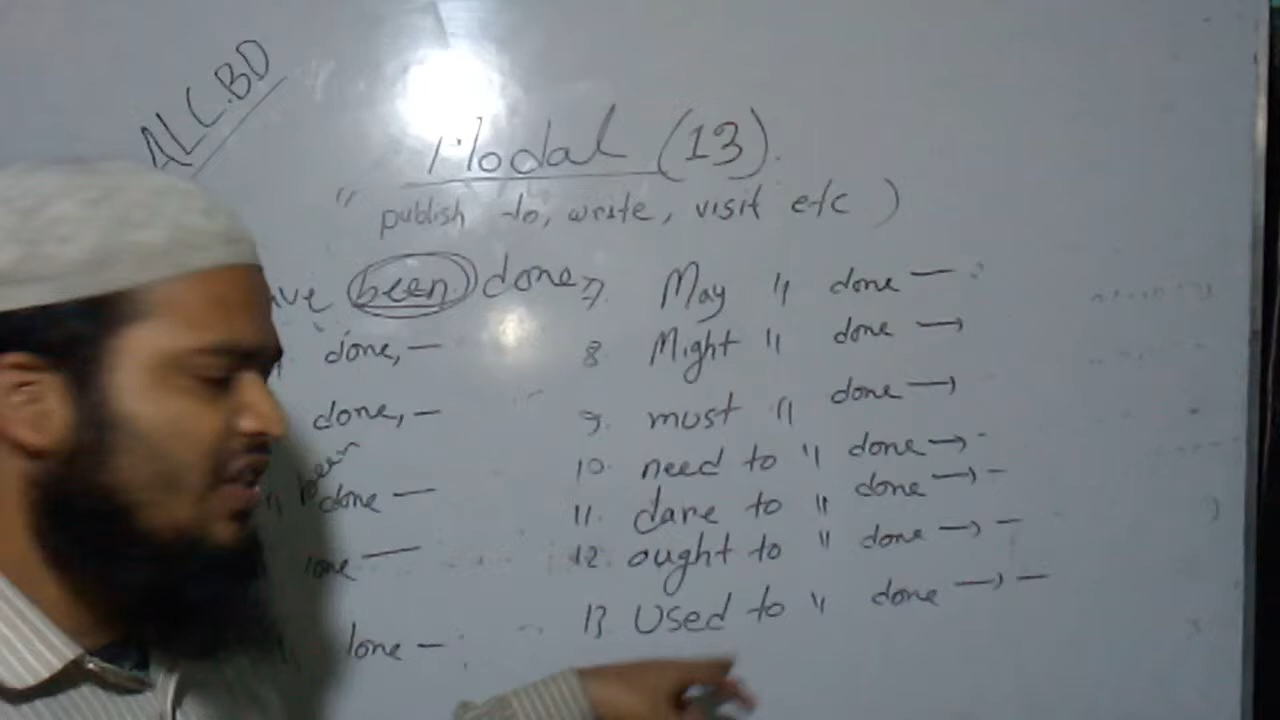 ALC.BD
Modal (13).
" publish to, write, visit etc )
been done,
done, —
done, —
been
done —
7. May " done —
8 Might " done →
9. must " done →
10. need to " done → -
11. dare to " done → -
12. ought to " done → -
13 Used to " done → —